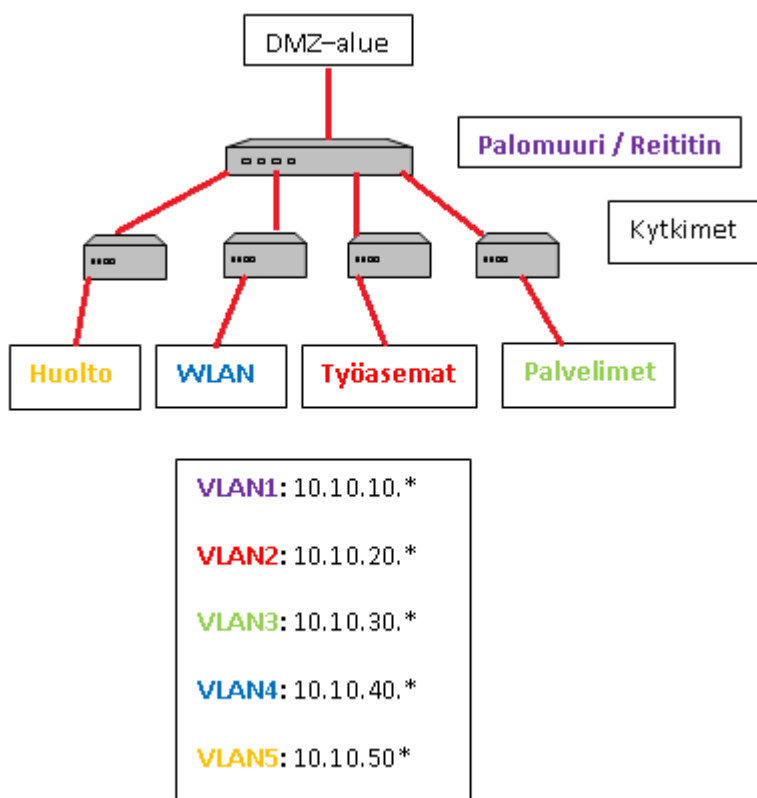 DMZ-alue
Palomuuri / Reititin
Kytkimet
Huolto
WLAN
Työasemat
Palvelimet
VLAN1: 10.10.10.*
VLAN2: 10.10.20.*
VLAN3: 10.10.30.*
VLAN4: 10.10.40.*
VLAN5: 10.10.50*